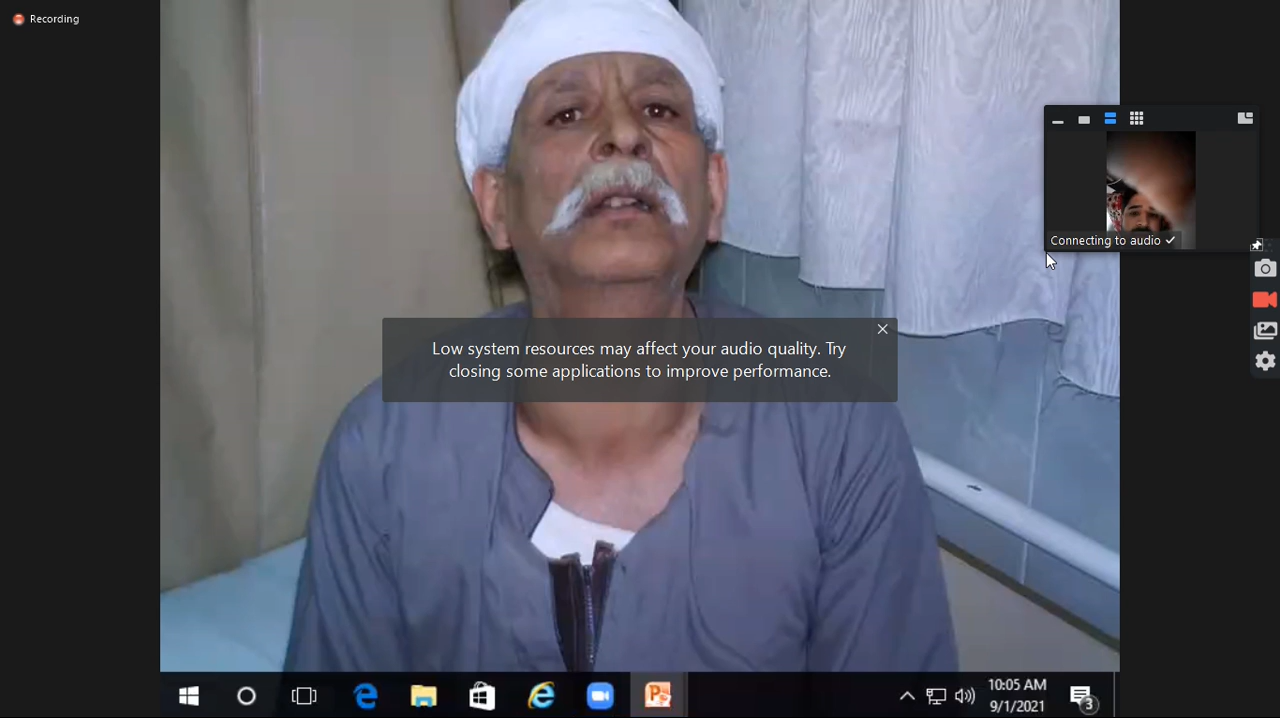 Recording
Connecting to audio
Low system resources may affect your audio quality. Try
closing some applications to improve performance.
10:05 AM
9/1/2021
3